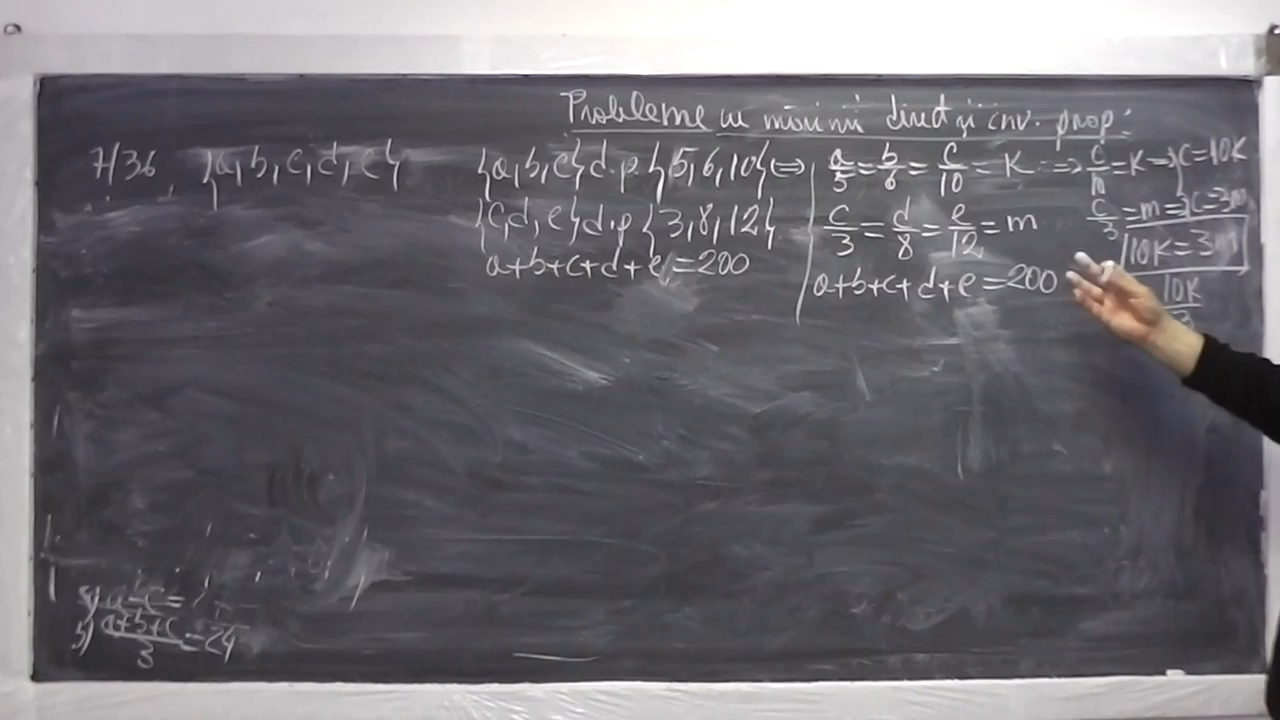 Probleme cu mărimi direct și inv. prop:
7/36 {a,b,c,d,e}
{a,b,c}d.p.{5,6,10}⇔
{c,d,e}d.p{3,8,12}
a+b+c+d+e=200
a/5=b/6=c/10=K⇒c/10=K⇒c=10K
c/3=d/8=e/12=m
c/3=m⇒c=3m
10K=3m
a+b+c+d+e=200
10K/3
a-c=
b) a+b+c/3=24